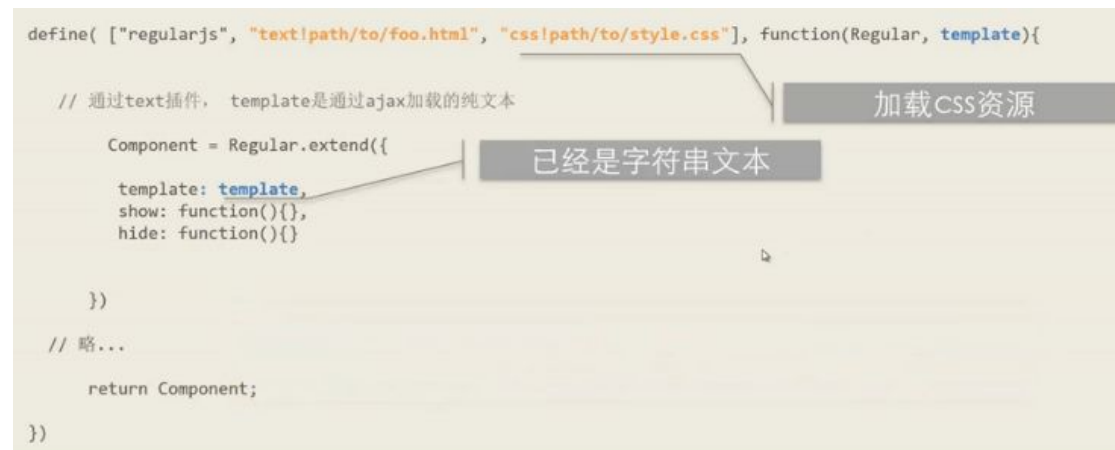 define( ["regularjs", "text!path/to/foo.html", "css!path/to/style.css"], function(Regular, template){
// 通过text插件， template是通过ajax加载的纯文本
加载CSS资源
Component = Regular.extend({
已经是字符串文本
template: template,
show: function(){},
hide: function(){}
})
// 略...
return Component;
})